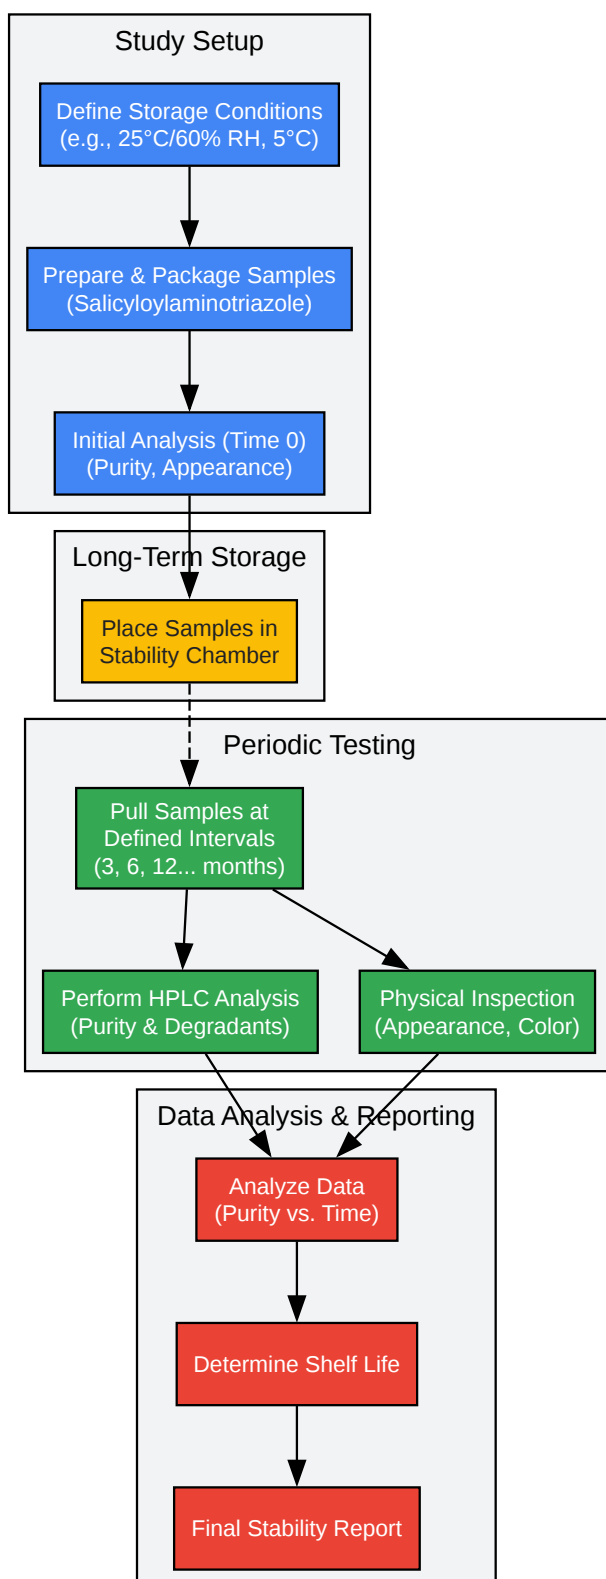 Study Setup
Define Storage Conditions
(e.g., 25°C/60% RH, 5°C)
Prepare & Package Samples
(Salicyloylaminotriazole)
Initial Analysis (Time 0)
(Purity, Appearance)
Long-Term Storage
Place Samples in
Stability Chamber
Periodic Testing
Pull Samples at
Defined Intervals
(3, 6, 12... months)
Perform HPLC Analysis
(Purity & Degradants)
Physical Inspection
(Appearance, Color)
Data Analysis & Reporting
Analyze Data
(Purity vs. Time)
Determine Shelf Life
Final Stability Report